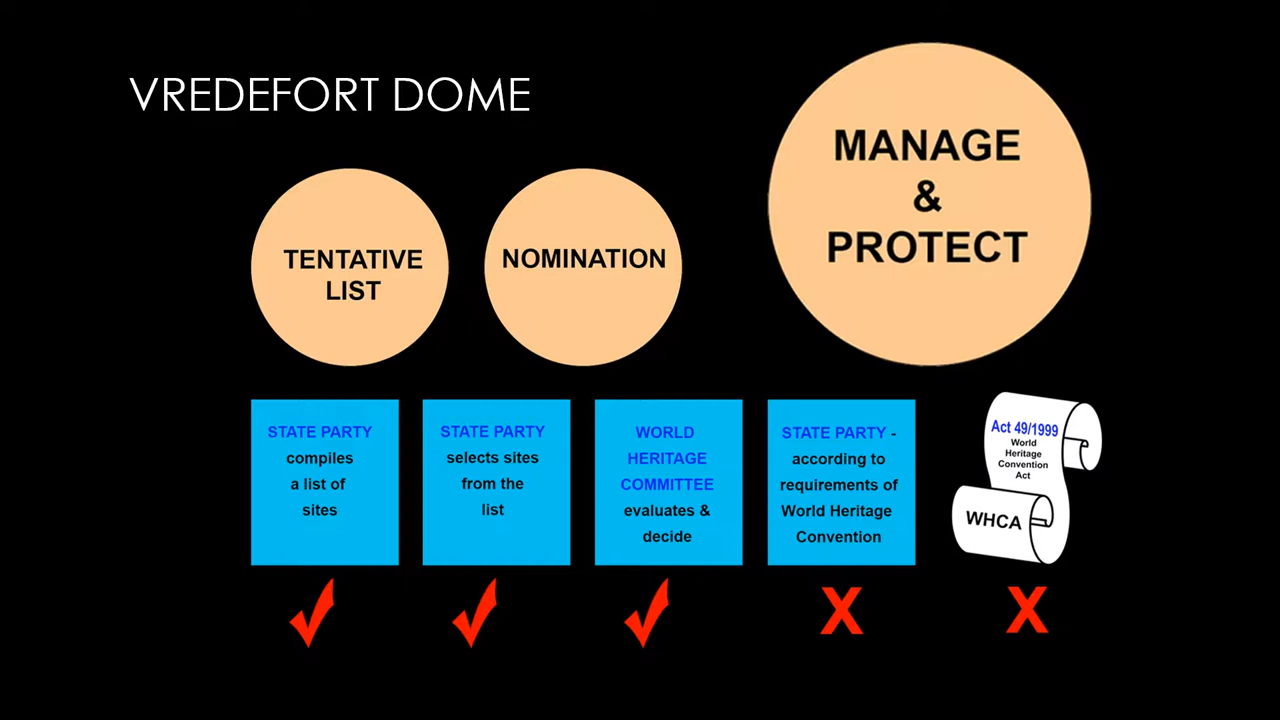 VREDEFORT DOME
TENTATIVE
LIST
NOMINATION
MANAGE
&
PROTECT
STATE PARTY
compiles
a list of
sites
STATE PARTY
selects sites
from the
list
WORLD
HERITAGE
COMMITTEE
evaluates &
decide
STATE PARTY -
according to
requirements of
World Heritage
Convention
Act 49/1999
World
Heritage
Convention
Act
WHCA
X
X